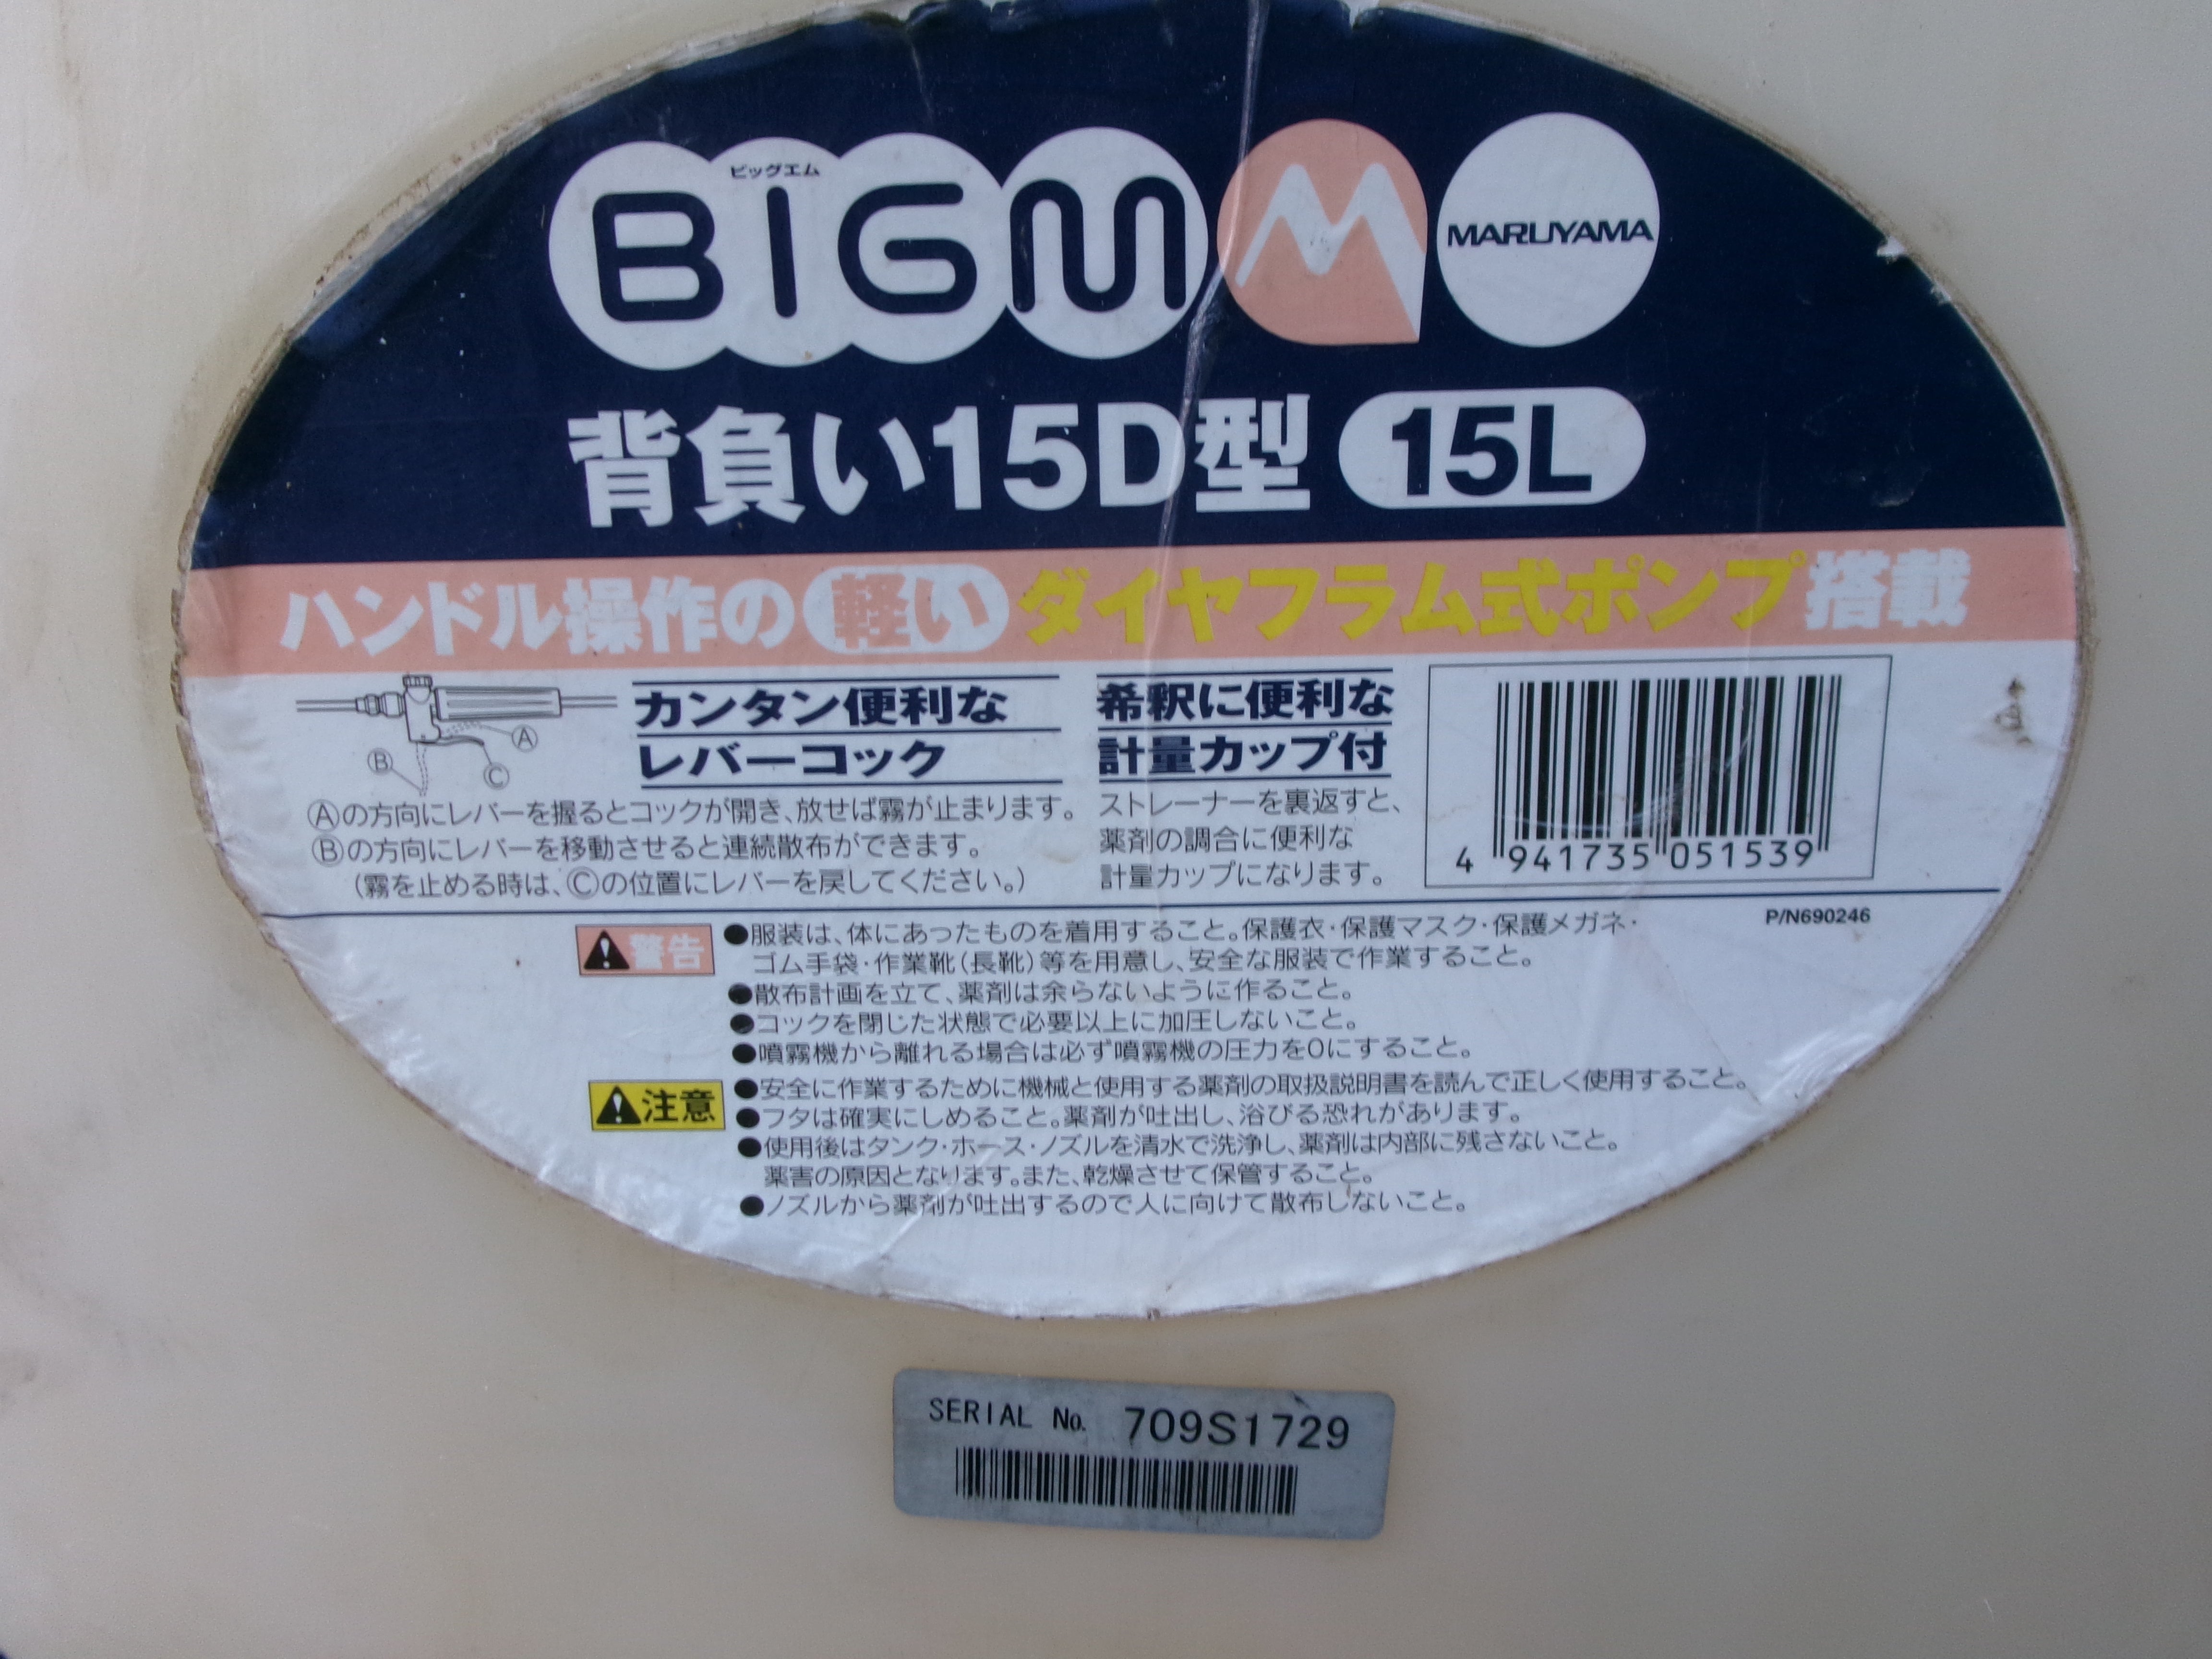 ビッグエム
BIGM
MARUYAMA
背負い15D型 15L
ハンドル操作の軽いダイヤフラム式ポンプ搭載
カンタン便利な
レバーコック
Ⓐ
Ⓑ
Ⓒ
Ⓐの方向にレバーを握るとコックが開き、放せば霧が止まります。
Ⓑの方向にレバーを移動させると連続散布ができます。
(霧を止める時は、Ⓒの位置にレバーを戻してください。)
希釈に便利な
計量カップ付
ストレーナーを裏返すと、
薬剤の調合に便利な
計量カップになります。
4 941735 051539
P/N690246
警告
●服装は、体にあったものを着用すること。保護衣・保護マスク・保護メガネ・
ゴム手袋・作業靴(長靴)等を用意し、安全な服装で作業すること。
●散布計画を立て、薬剤は余らないように作ること。
●コックを閉じた状態で必要以上に加圧しないこと。
●噴霧機から離れる場合は必ず噴霧機の圧力を0にすること。
注意
●安全に作業するために機械と使用する薬剤の取扱説明書を読んで正しく使用すること。
●フタは確実にしめること。薬剤が吐出し、浴びる恐れがあります。
●使用後はタンク・ホース・ノズルを清水で洗浄し、薬剤は内部に残さないこと。
薬害の原因となります。また、乾燥させて保管すること。
●ノズルから薬剤が吐出するので人に向けて散布しないこと。
SERIAL No. 709S1729